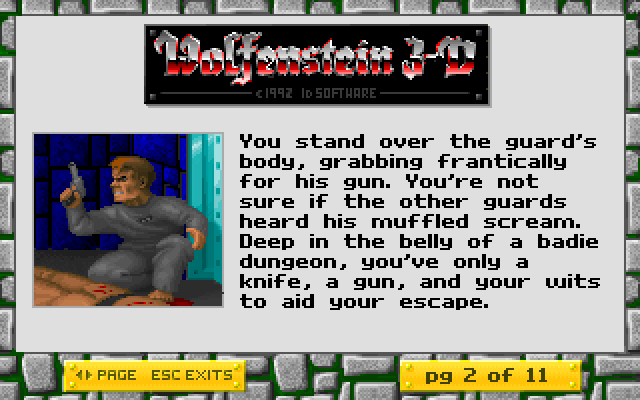 Wolfenstein 3-D
©1992 ID SOFTWARE
You stand over the guard's
body, grabbing frantically
for his gun. You're not
sure if the other guards
heard his muffled scream.
Deep in the belly of a badie
dungeon, you've only a
knife, a gun, and your wits
to aid your escape.
PAGE ESC EXITS
pg 2 of 11